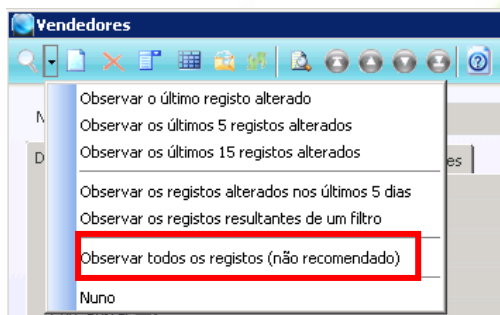 Vendedores
N
Observar o último registo alterado
Observar os últimos 5 registos alterados
D
Observar os últimos 15 registos alterados
es
Observar os registos alterados nos últimos 5 dias
Observar os registos resultantes de um filtro
Observar todos os registos (não recomendado)
Nuno